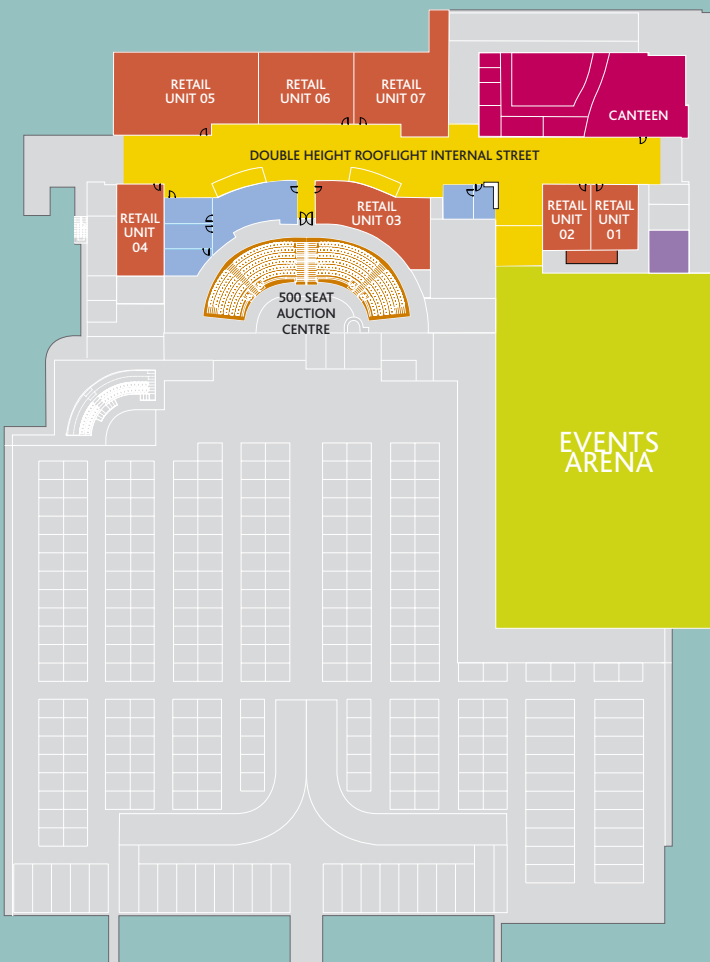 RETAIL
UNIT 05
RETAIL
UNIT 06
RETAIL
UNIT 07
CANTEEN
DOUBLE HEIGHT ROOFLIGHT INTERNAL STREET
RETAIL
UNIT
04
RETAIL
UNIT 03
RETAIL
UNIT
02
RETAIL
UNIT
01
500 SEAT
AUCTION
CENTRE
EVENTS
ARENA